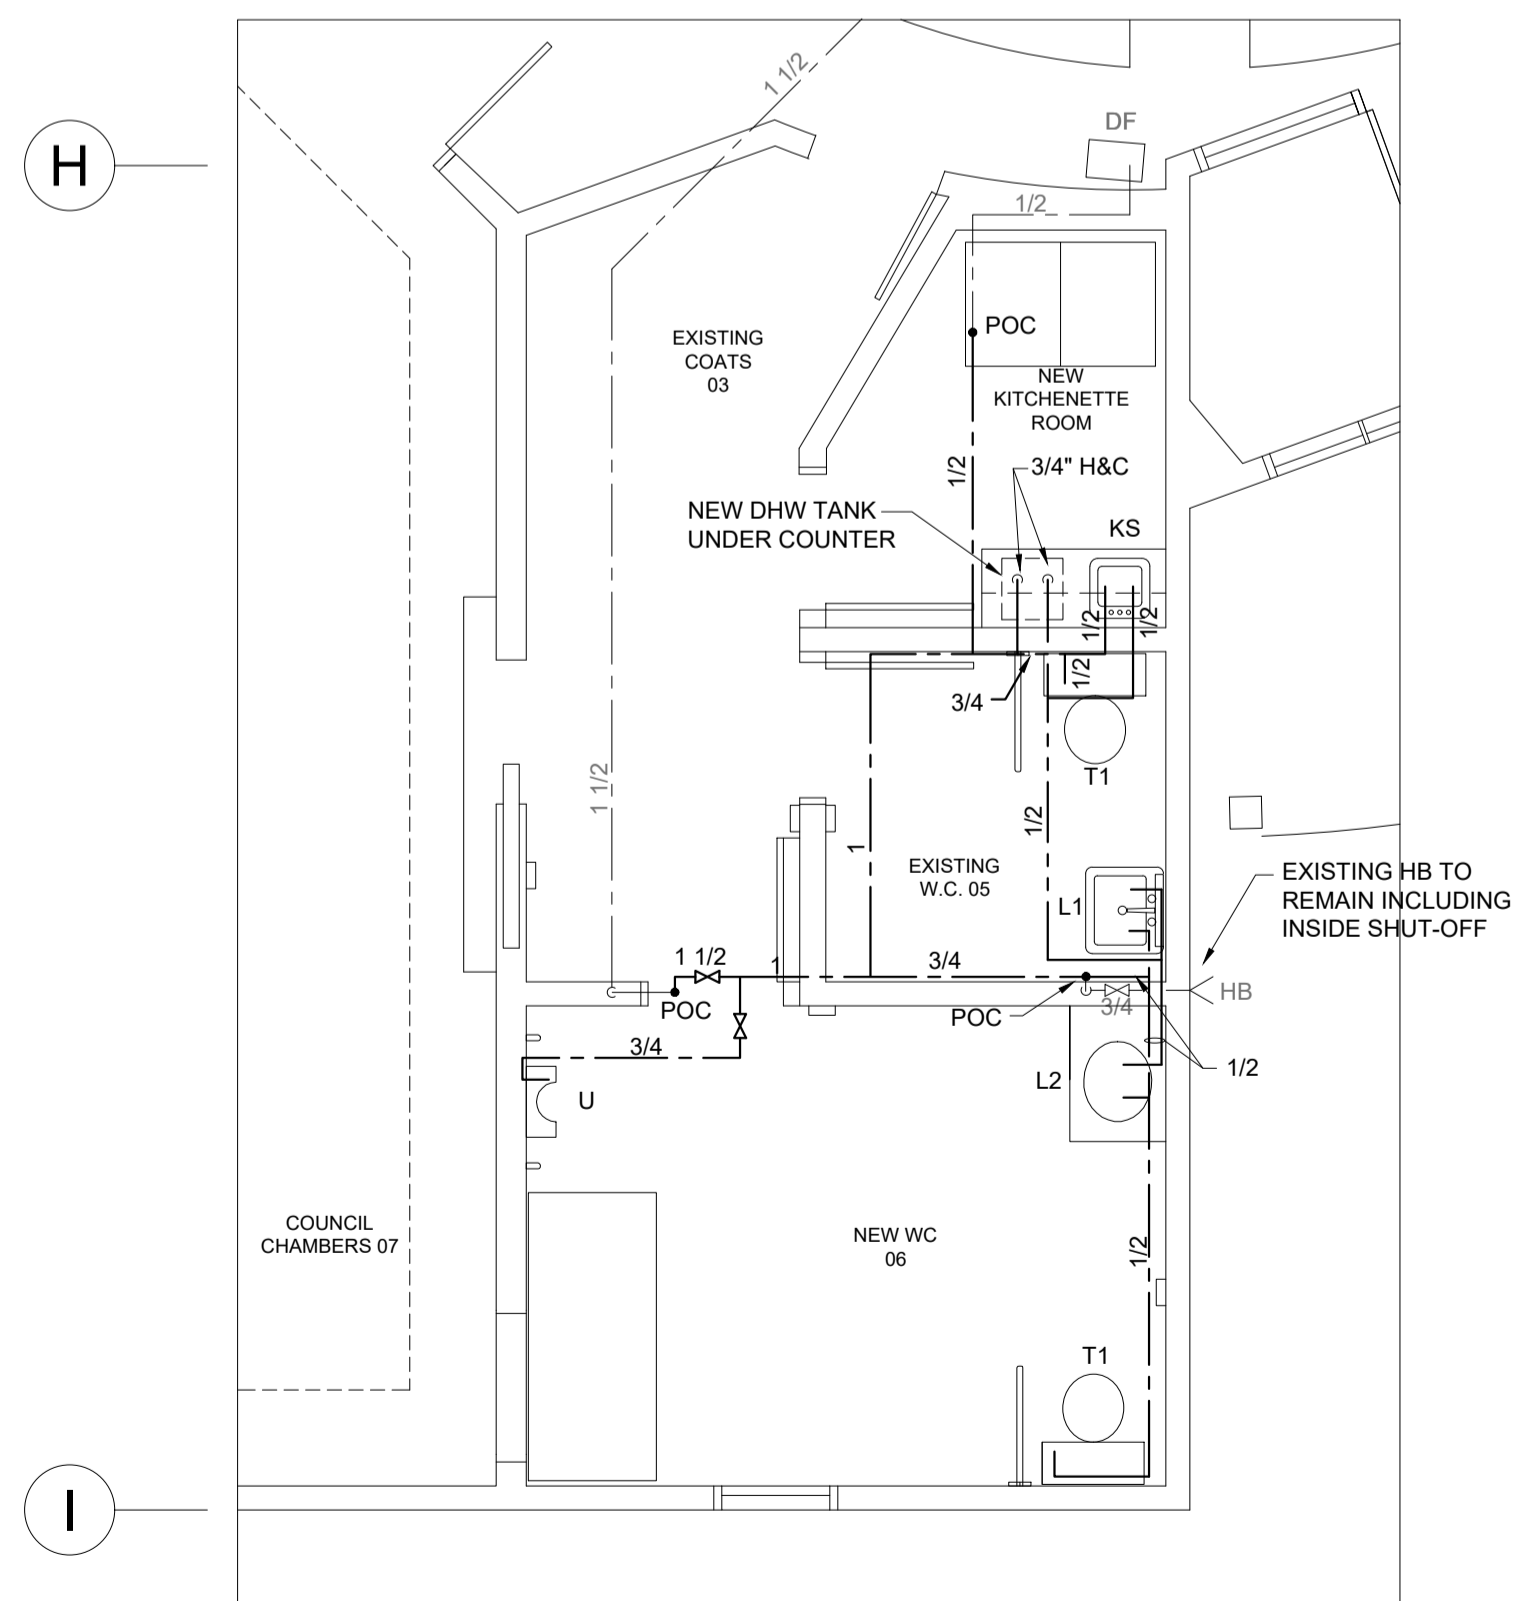 1 1/2
DF
H
1/2
POC
EXISTING
COATS
03
NEW
KITCHENETTE
ROOM
1/2
3/4" H&C
NEW DHW TANK
UNDER COUNTER
KS
1/2
1/2
1/2
3/4
T1
1 1/2
1/2
1
EXISTING
W.C. 05
L1
EXISTING HB TO
REMAIN INCLUDING
INSIDE SHUT-OFF
1 1/2
1
3/4
POC
POC
3/4
HB
3/4
1/2
L2
U
COUNCIL
CHAMBERS 07
NEW WC
06
1/2
T1
I